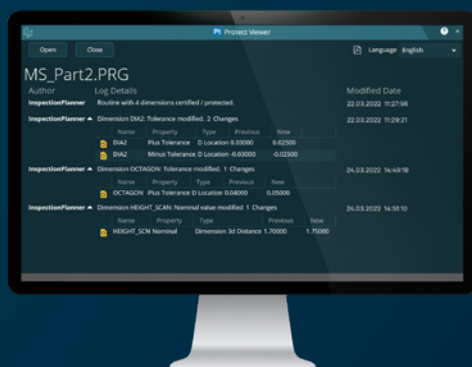 Pt Protect Viewer
?
Open Close Language English
MS_Part2.PRG
Author Log Details Modified Date
InspectionPlanner Routine with 4 dimensions certified / protected. 22.03.2022 11:27:56
InspectionPlanner Dimension DIA2: Tolerance modified. 2 Changes 22.03.2022 11:29:21
Name Property Type Previous New
DIA2 Plus Tolerance D Location 0.03000 0.02500
DIA2 Minus Tolerance D Location -0.03000 -0.02500
InspectionPlanner Dimension OCTAGON: Tolerance modified. 1 Changes 24.03.2022 14:49:18
Name Property Type Previous New
OCTAGON Plus Tolerance D Location 0.04000 0.05000
InspectionPlanner Dimension HEIGHT_SCAN: Nominal value modified 1 Changes 24.03.2022 14:51:10
Name Property Type Previous New
HEIGHT_SCN Nominal Dimension 3d Distance 1.70000 1.75000